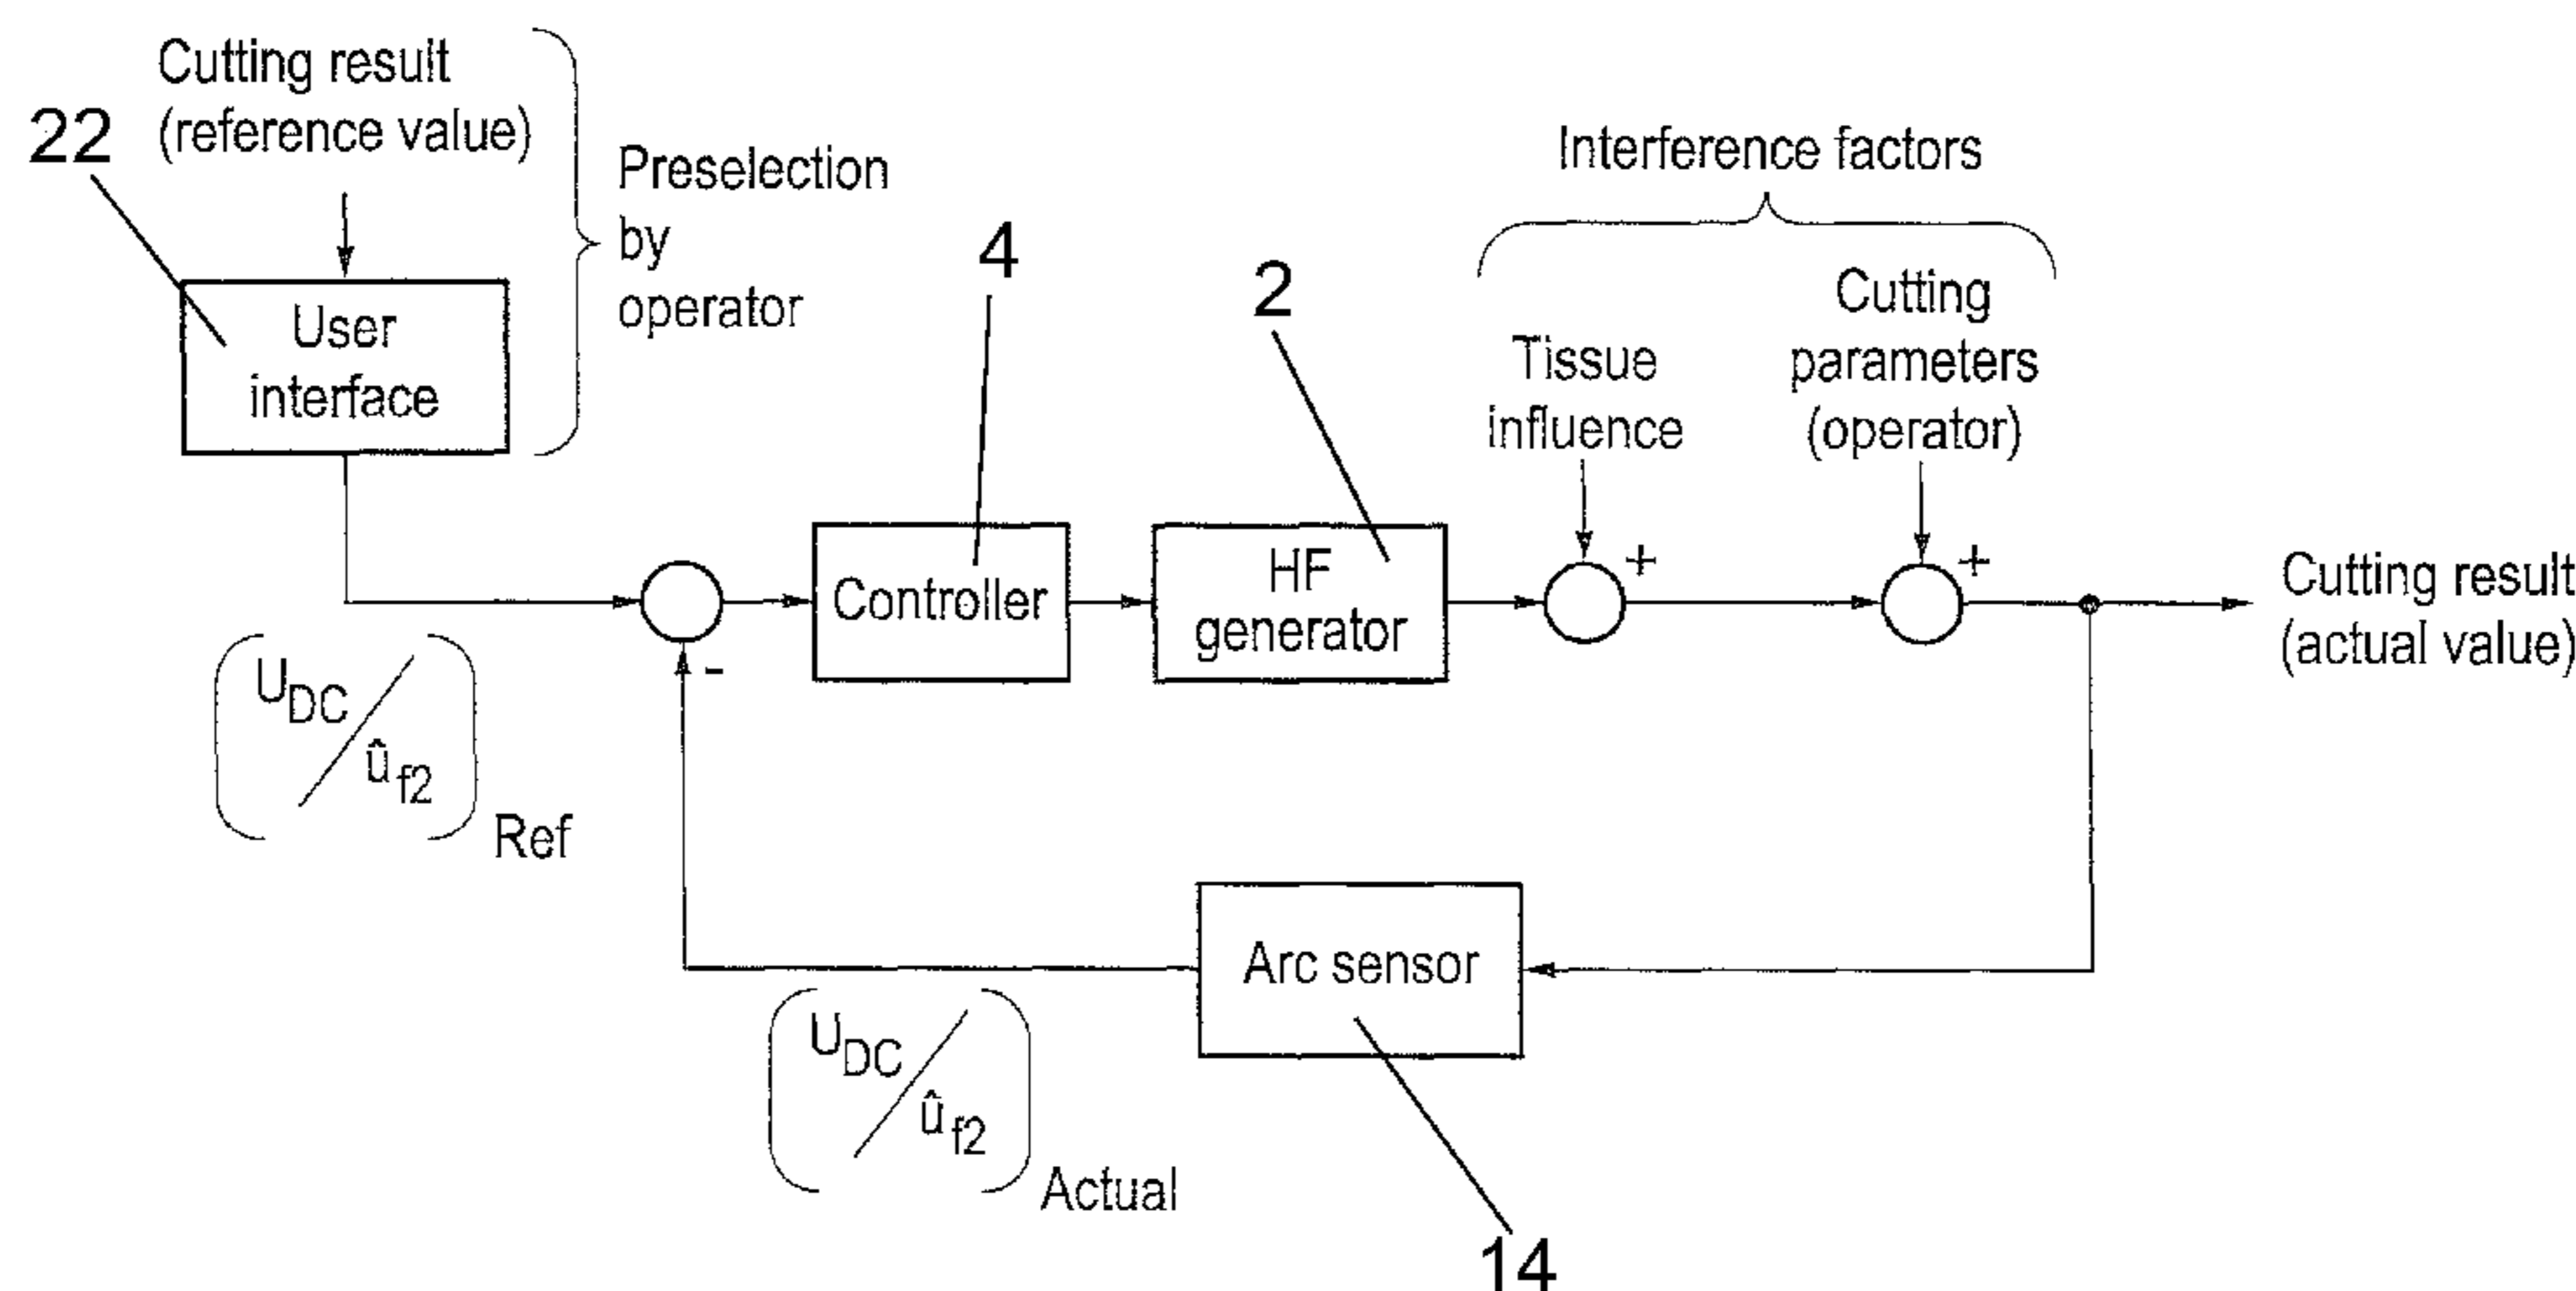 Cutting result
(reference value)
22
Preselection
by
operator
User
interface
4
2
Interference factors
Tissue
influence
Cutting
parameters
(operator)
Controller
HF
generator
+
+
Cutting result
(actual value)
-
U_DC / û_f2
Ref
Arc sensor
U_DC / û_f2
Actual
14